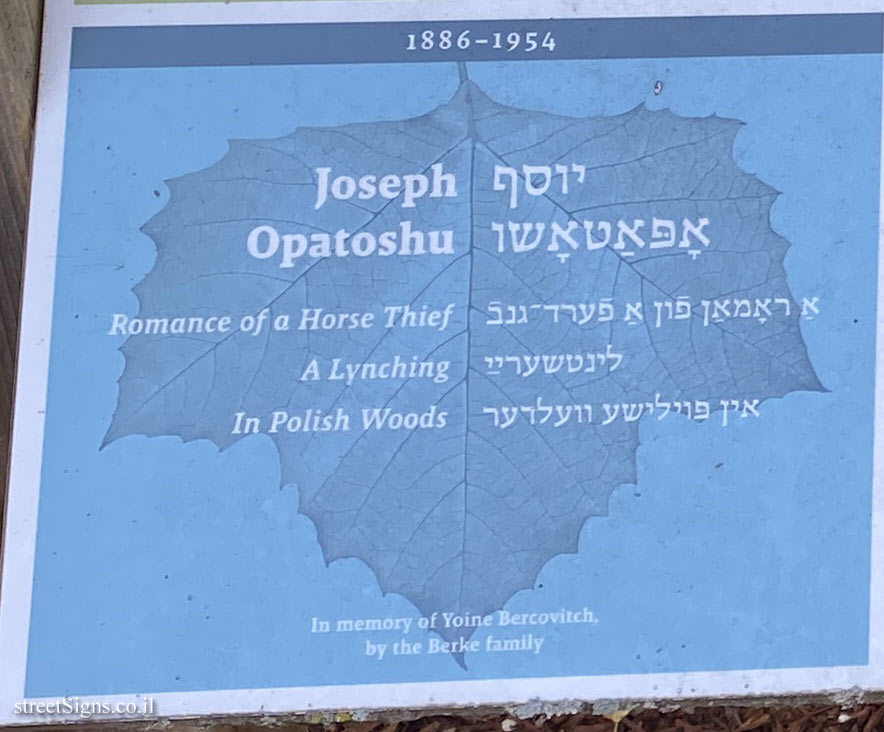 1886–1954
Joseph יוסף
Opatoshu אָפּאַטאָשו
Romance of a Horse Thief אַ ראָמאַן פֿון אַ פֿערד־גנבֿ
A Lynching לינטשערײַ
In Polish Woods אין פּוילישע וועלדער
In memory of Yoine Bercovitch,
by the Berke family
streetSigns.co.il